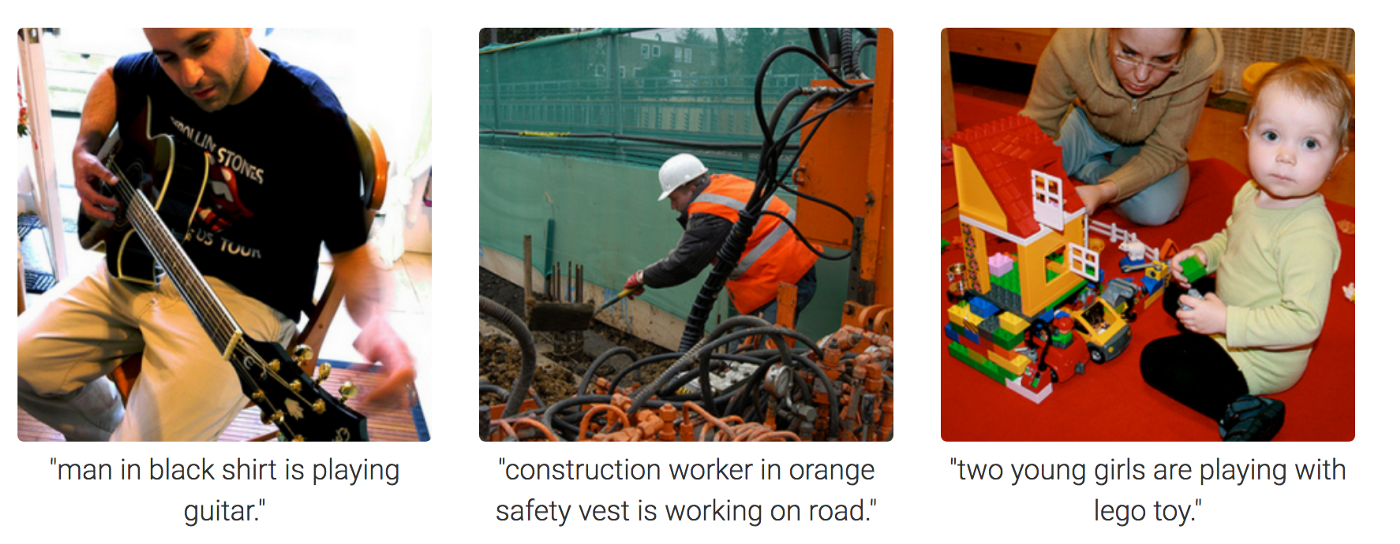 ROLLING STONES
US TOUR
"man in black shirt is playing
guitar."
"construction worker in orange
safety vest is working on road."
"two young girls are playing with
lego toy."